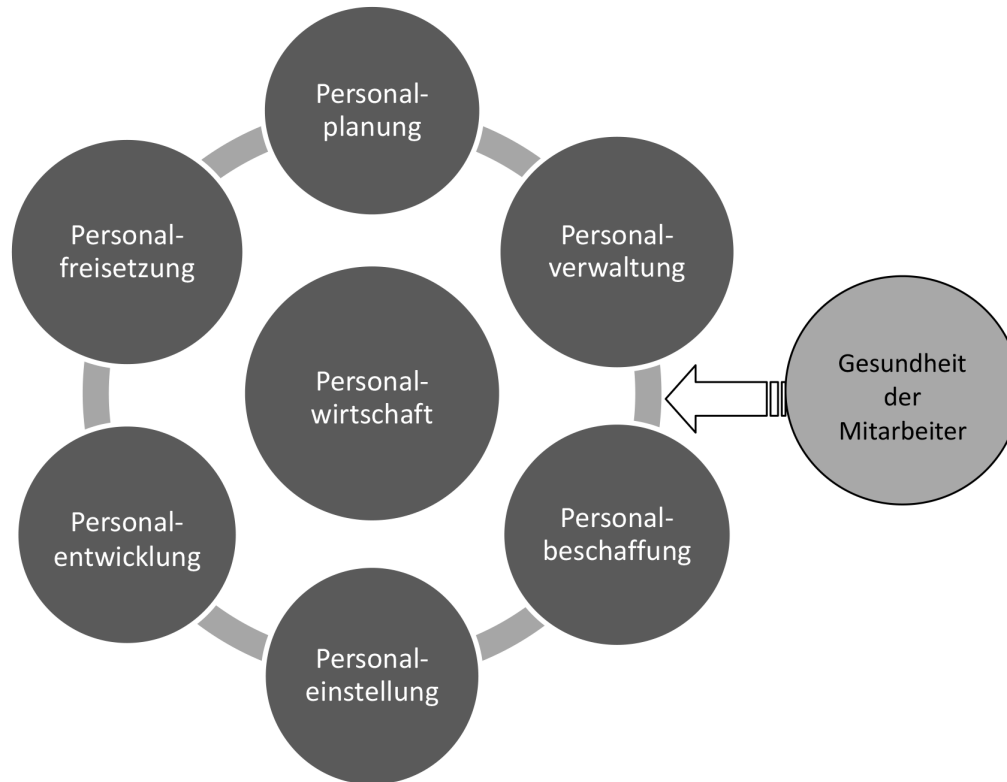 Personal-
planung
Personal-
verwaltung
Personal-
beschaffung
Personal-
einstellung
Personal-
entwicklung
Personal-
freisetzung
Personal-
wirtschaft
Gesundheit
der
Mitarbeiter